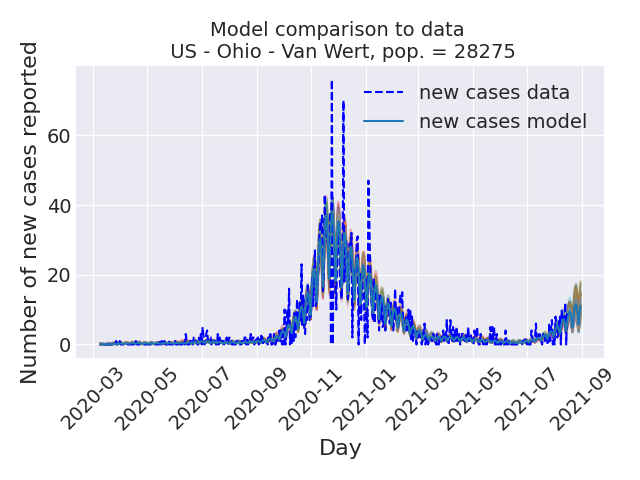 Model comparison to data
US - Ohio - Van Wert, pop. = 28275
Number of new cases reported
60
40
20
0
new cases data
new cases model
2020-03
2020-05
2020-07
2020-09
2020-11
2021-01
2021-03
2021-05
2021-07
2021-09
Day